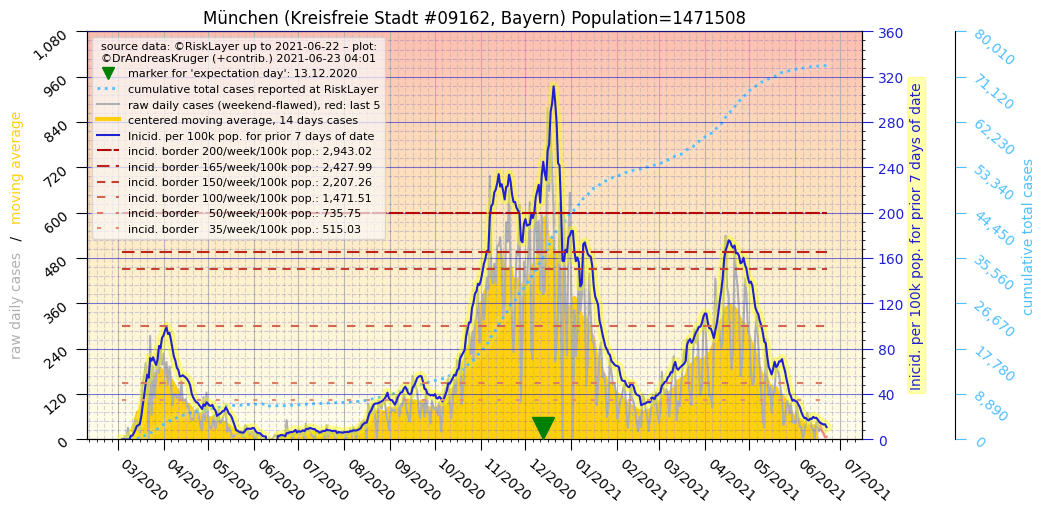 München (Kreisfreie Stadt #09162, Bayern) Population=1471508
source data: ©RiskLayer up to 2021-06-22 – plot:
©DrAndreasKruger (+contrib.) 2021-06-23 04:01
marker for 'expectation day': 13.12.2020
cumulative total cases reported at RiskLayer
raw daily cases (weekend-flawed), red: last 5
centered moving average, 14 days cases
Inicid. per 100k pop. for prior 7 days of date
incid. border 200/week/100k pop.: 2,943.02
incid. border 165/week/100k pop.: 2,427.99
incid. border 150/week/100k pop.: 2,207.26
incid. border 100/week/100k pop.: 1,471.51
incid. border   50/week/100k pop.: 735.75
incid. border   35/week/100k pop.: 515.03
raw daily cases / moving average
1,080
960
840
720
600
480
360
240
120
0
03/2020
04/2020
05/2020
06/2020
07/2020
08/2020
09/2020
10/2020
11/2020
12/2020
01/2021
02/2021
03/2021
04/2021
05/2021
06/2021
07/2021
360
320
280
240
200
160
120
80
40
0
Inicid. per 100k pop. for prior 7 days of date
80,010
71,120
62,230
53,340
44,450
35,560
26,670
17,780
8,890
0
cumulative total cases